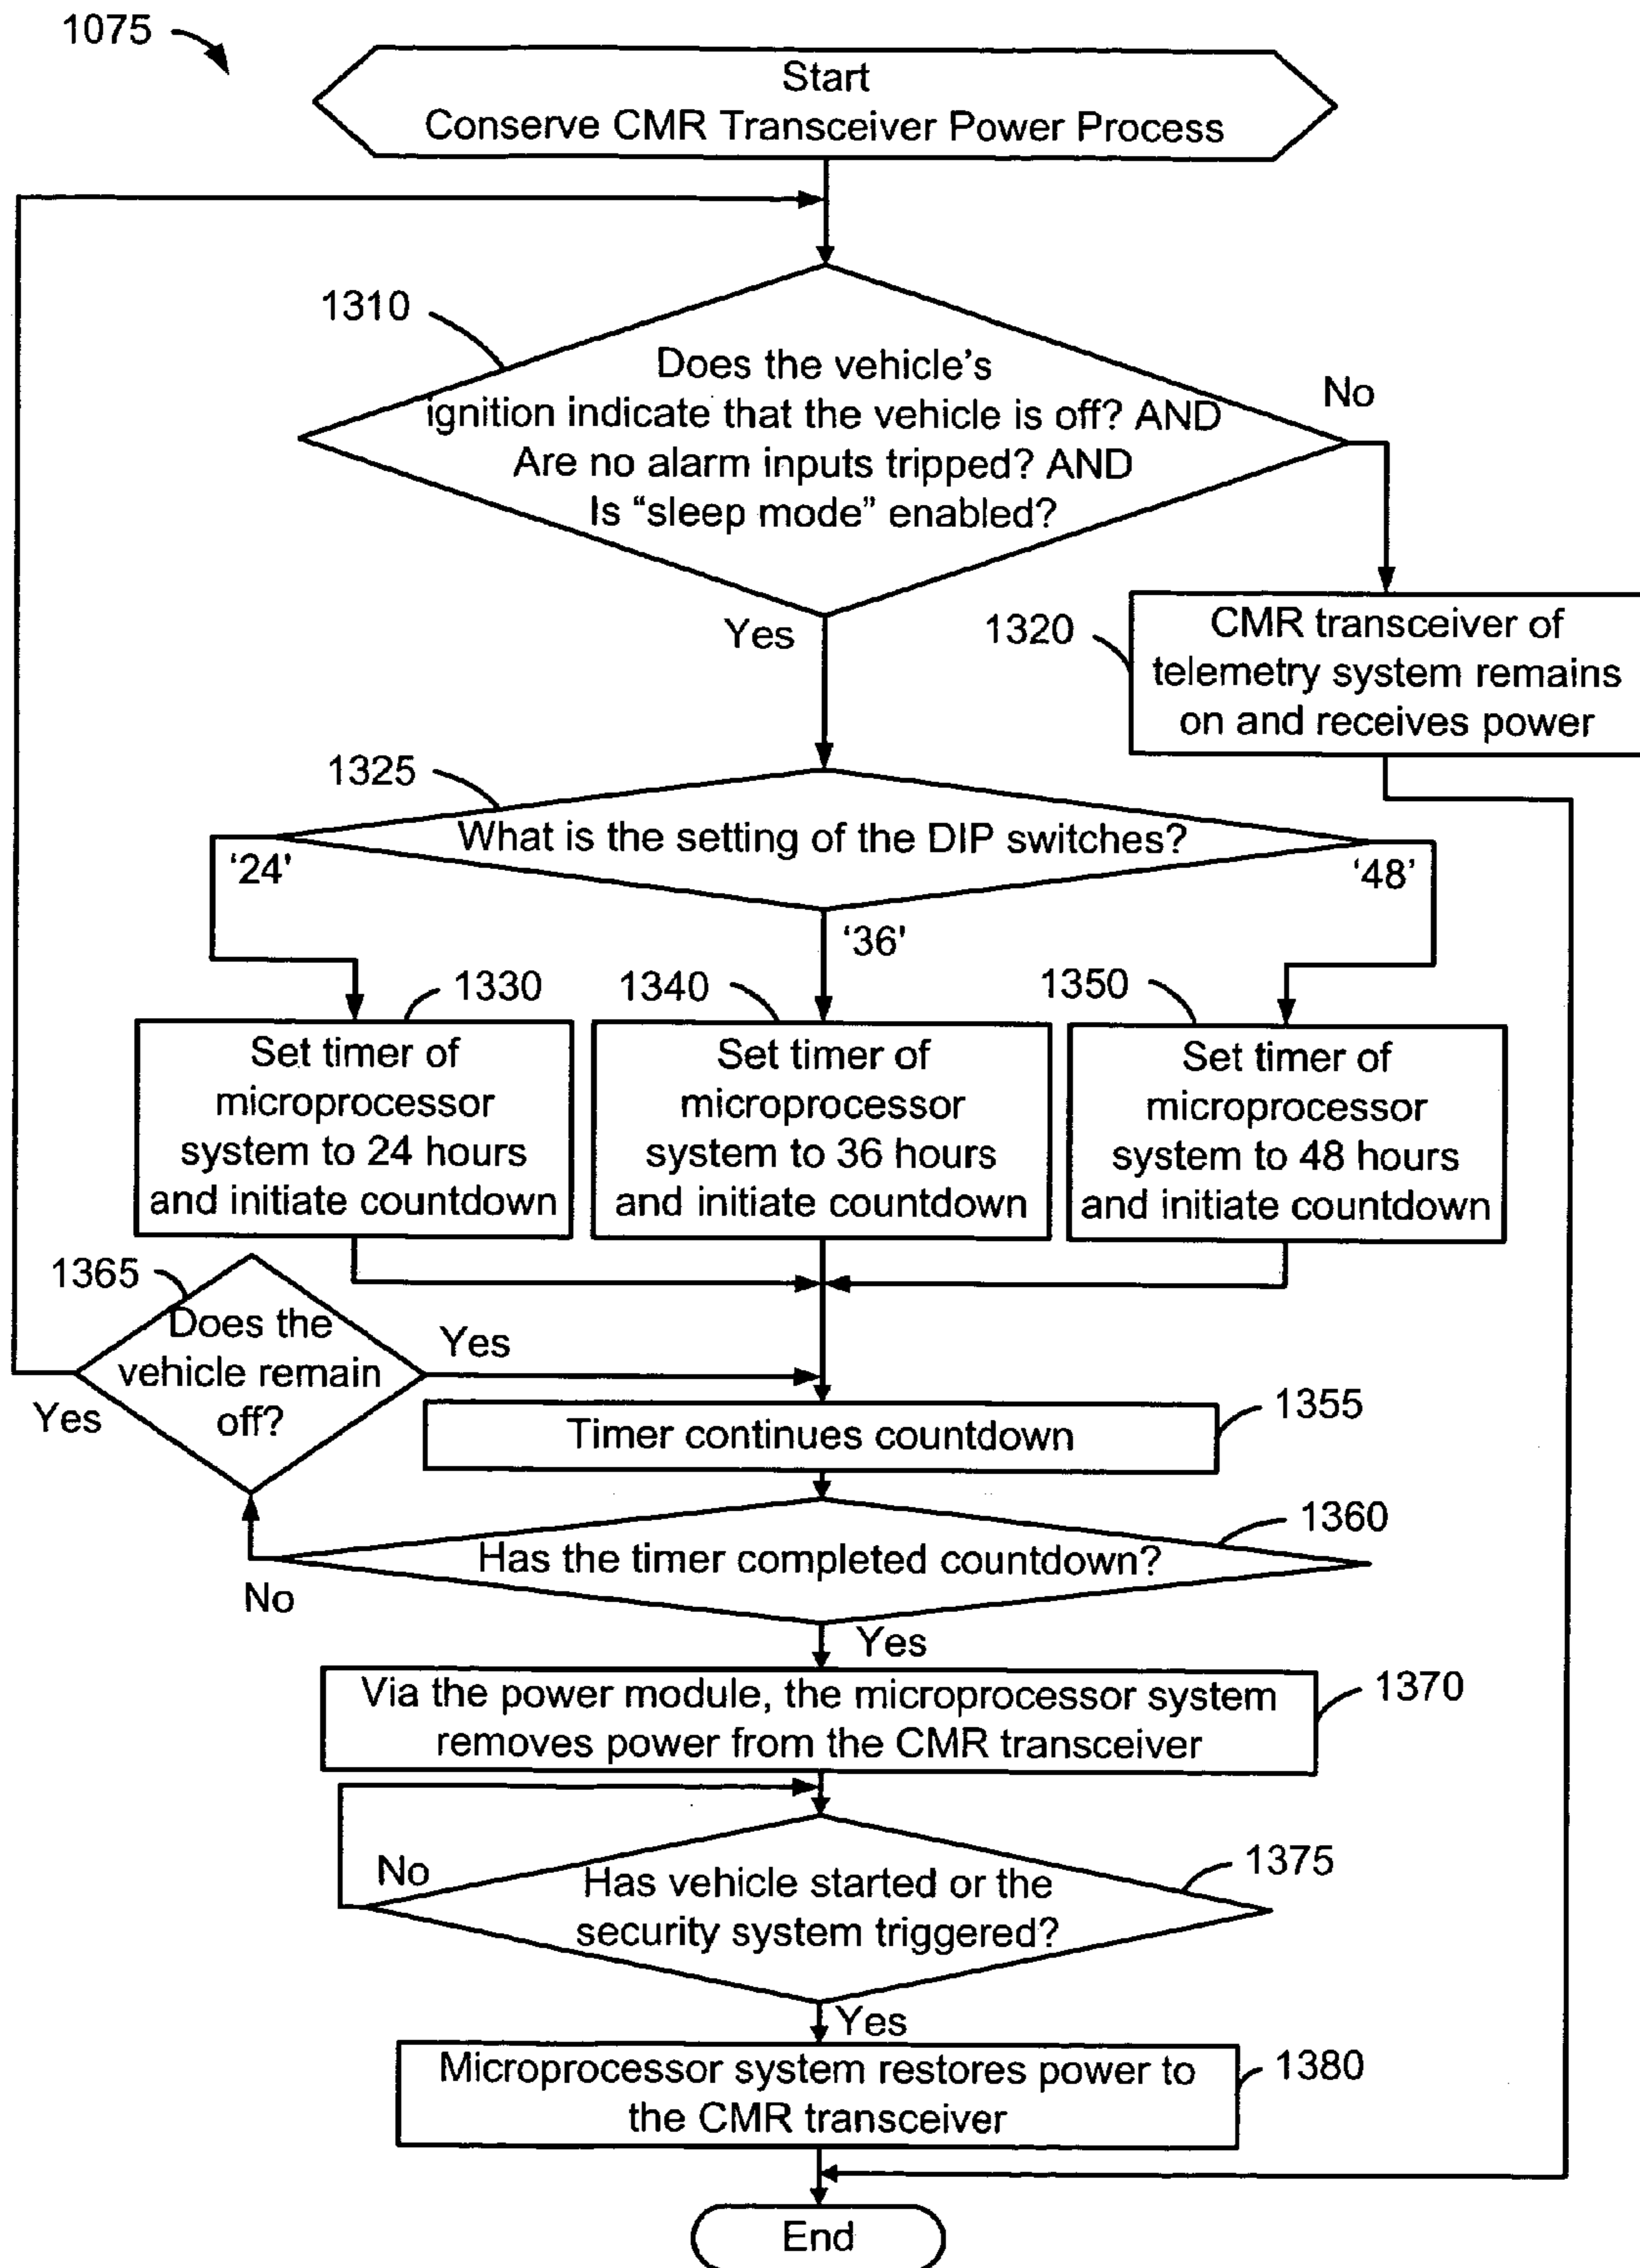 1075
Start
Conserve CMR Transceiver Power Process
1310
Does the vehicle's
ignition indicate that the vehicle is off? AND
Are no alarm inputs tripped? AND
Is “sleep mode” enabled?
No
Yes
1320
CMR transceiver of
telemetry system remains
on and receives power
1325
What is the setting of the DIP switches?
‘24'
‘36'
‘48’
1330
Set timer of
microprocessor
system to 24 hours
and initiate countdown
1340
Set timer of
microprocessor
system to 36 hours
and initiate countdown
1350
Set timer of
microprocessor
system to 48 hours
and initiate countdown
1365
Does the
vehicle remain
off?
Yes
Yes
Timer continues countdown
1355
Has the timer completed countdown?
1360
No
Yes
Via the power module, the microprocessor system
removes power from the CMR transceiver
1370
No
Has vehicle started or the
security system triggered?
1375
Yes
Microprocessor system restores power to
the CMR transceiver
1380
End